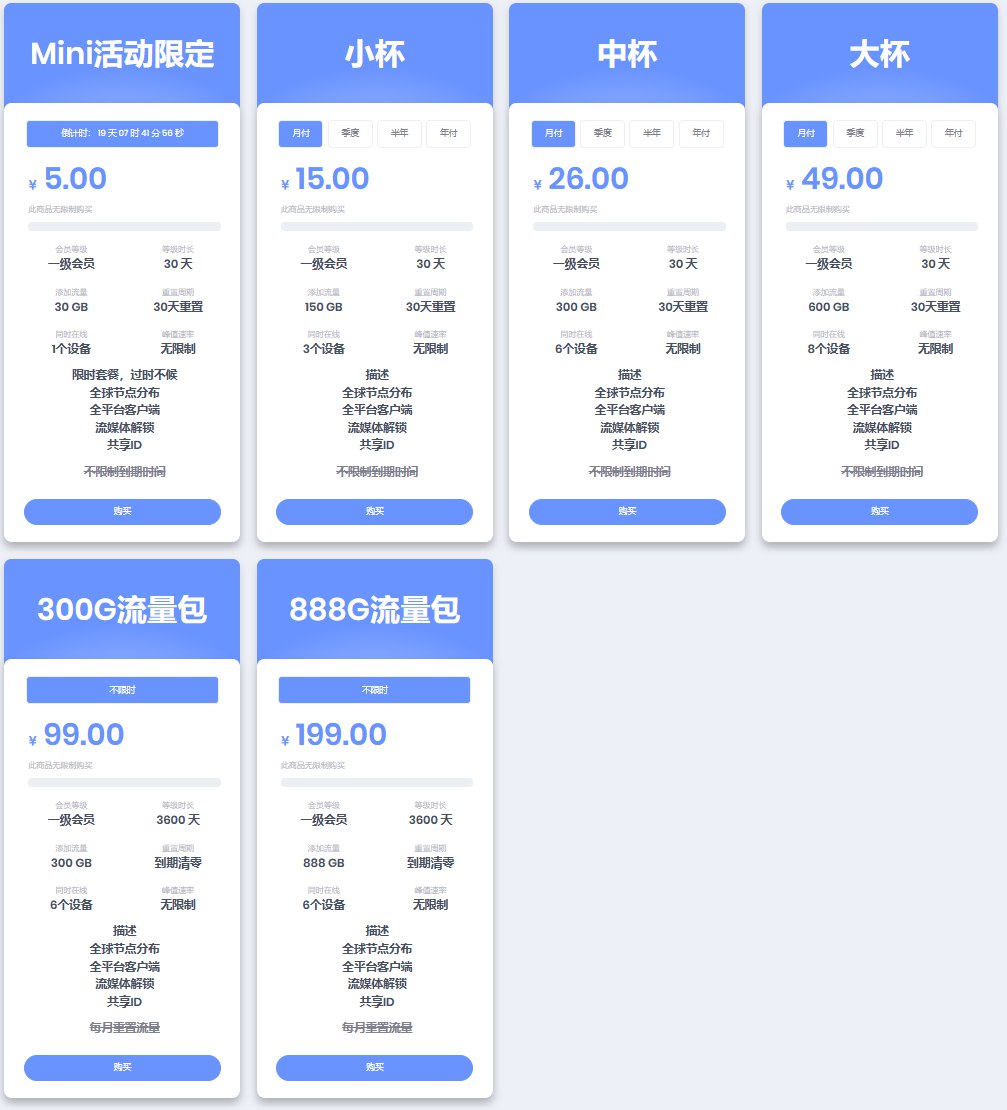 Mini活动限定
倒计时： 19 天 07 时 41 分 56 秒
¥ 5.00
此商品无限制购买
会员等级 等级时长
一级会员 30 天
添加流量 重置周期
30 GB 30天重置
同时在线 峰值速率
1个设备 无限制
限时套餐，过时不候
全球节点分布
全平台客户端
流媒体解锁
共享ID
不限制到期时间
购买
小杯
月付 季度 半年 年付
¥ 15.00
此商品无限制购买
会员等级 等级时长
一级会员 30 天
添加流量 重置周期
150 GB 30天重置
同时在线 峰值速率
3个设备 无限制
描述
全球节点分布
全平台客户端
流媒体解锁
共享ID
不限制到期时间
购买
中杯
月付 季度 半年 年付
¥ 26.00
此商品无限制购买
会员等级 等级时长
一级会员 30 天
添加流量 重置周期
300 GB 30天重置
同时在线 峰值速率
6个设备 无限制
描述
全球节点分布
全平台客户端
流媒体解锁
共享ID
不限制到期时间
购买
大杯
月付 季度 半年 年付
¥ 49.00
此商品无限制购买
会员等级 等级时长
一级会员 30 天
添加流量 重置周期
600 GB 30天重置
同时在线 峰值速率
8个设备 无限制
描述
全球节点分布
全平台客户端
流媒体解锁
共享ID
不限制到期时间
购买
300G流量包
不限时
¥ 99.00
此商品无限制购买
会员等级 等级时长
一级会员 3600 天
添加流量 重置周期
300 GB 到期清零
同时在线 峰值速率
6个设备 无限制
描述
全球节点分布
全平台客户端
流媒体解锁
共享ID
每月重置流量
购买
888G流量包
不限时
¥ 199.00
此商品无限制购买
会员等级 等级时长
一级会员 3600 天
添加流量 重置周期
888 GB 到期清零
同时在线 峰值速率
6个设备 无限制
描述
全球节点分布
全平台客户端
流媒体解锁
共享ID
每月重置流量
购买